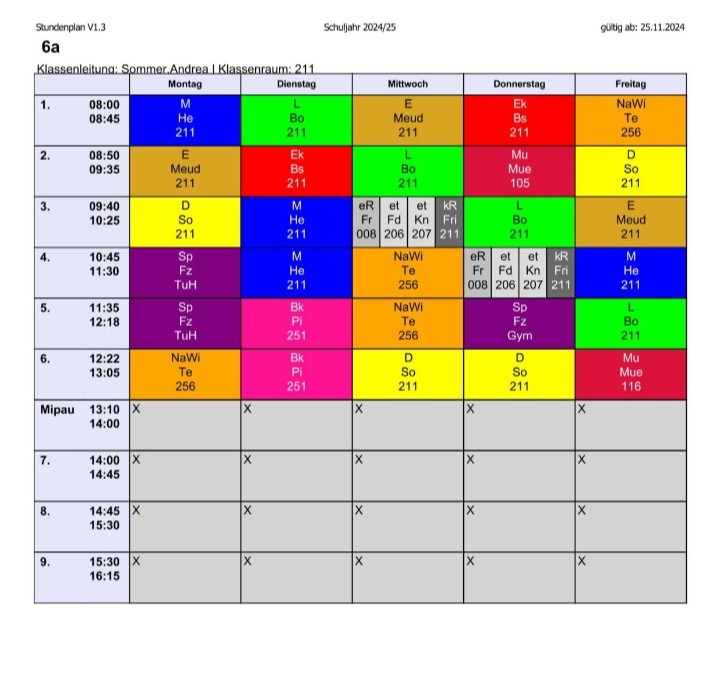 Stundenplan V1.3 Schuljahr 2024/25 gültig ab: 25.11.2024
6a
Klassenleitung: Sommer,Andrea | Klassenraum: 211
Montag Dienstag Mittwoch Donnerstag Freitag
1. 08:00 M L E Ek NaWi
08:45 He Bo Meud Bs Te
211 211 211 211 256
2. 08:50 E Ek L Mu D
09:35 Meud Bs Bo Mue So
211 211 211 105 211
3. 09:40 D M eR et et kR L E
10:25 So He Fr Fd Kn Fri Bo Meud
211 211 008 206 207 211 211 211
4. 10:45 Sp M NaWi eR et et kR M
11:30 Fz He Te Fr Fd Kn Fri He
TuH 211 256 008 206 207 211 211
5. 11:35 Sp Bk NaWi Sp L
12:18 Fz Pi Te Fz Bo
TuH 251 256 Gym 211
6. 12:22 NaWi Bk D D Mu
13:05 Te Pi So So Mue
256 251 211 211 116
Mipau 13:10 X X X X X
14:00
7. 14:00 X X X X X
14:45
8. 14:45 X X X X X
15:30
9. 15:30 X X X X X
16:15